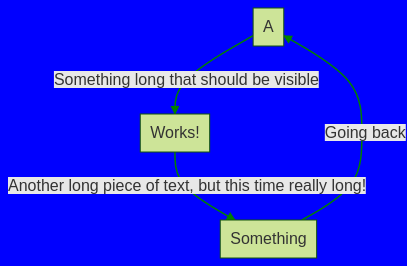 A
Something long that should be visible
Works!
Going back
Another long piece of text, but this time really long!
Something